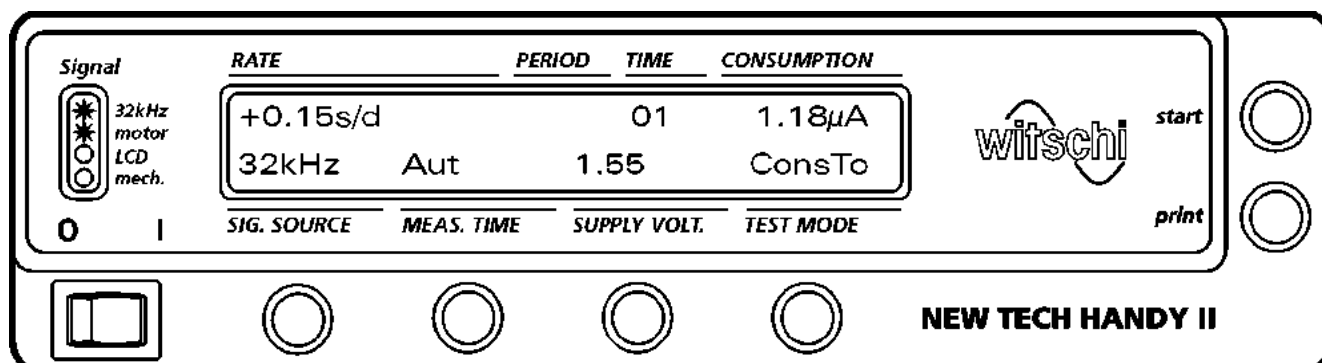 Signal
32kHz
motor
LCD
mech.
O I
RATE PERIOD TIME CONSUMPTION
+0.15s/d 01 1.18µA
32kHz Aut 1.55 ConsTo
SIG. SOURCE MEAS. TIME SUPPLY VOLT. TEST MODE
witschi
start
print
NEW TECH HANDY II